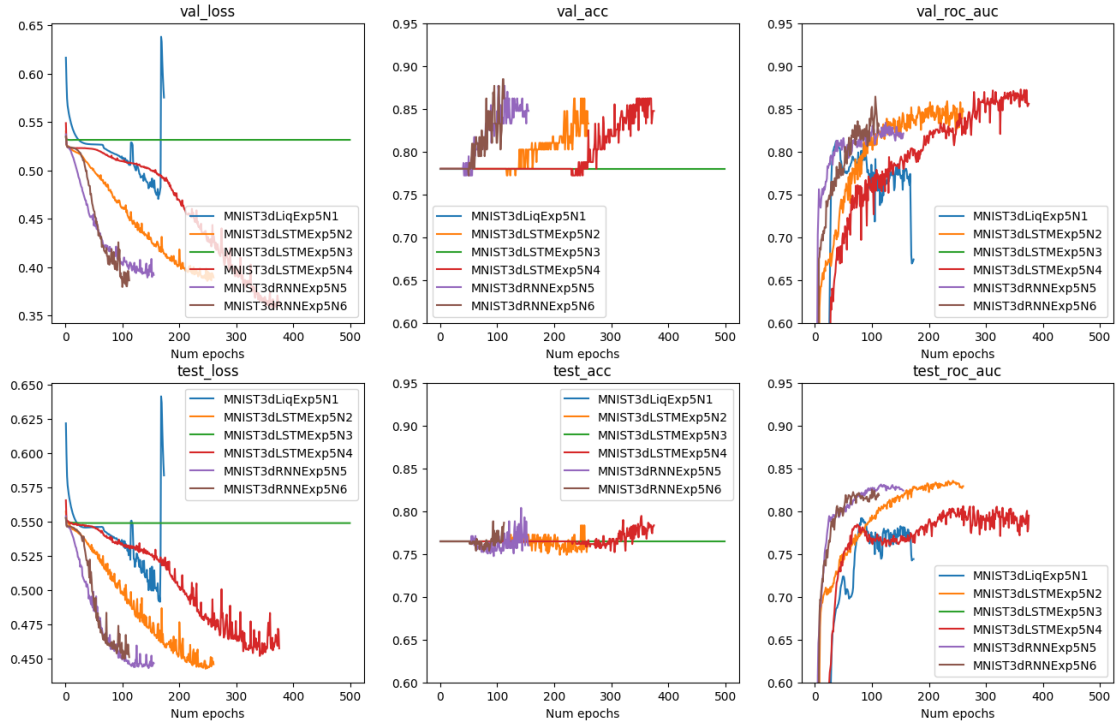 val_loss
0.65
0.60
0.55
0.50
0.45
0.40
0.35
0
100
200
300
400
500
Num epochs
MNIST3dLiqExp5N1
MNIST3dLSTMExp5N2
MNIST3dLSTMExp5N3
MNIST3dLSTMExp5N4
MNIST3dRNNExp5N5
MNIST3dRNNExp5N6
val_acc
0.95
0.90
0.85
0.80
0.75
0.70
0.65
0.60
0
100
200
300
400
500
Num epochs
MNIST3dLiqExp5N1
MNIST3dLSTMExp5N2
MNIST3dLSTMExp5N3
MNIST3dLSTMExp5N4
MNIST3dRNNExp5N5
MNIST3dRNNExp5N6
val_roc_auc
0.95
0.90
0.85
0.80
0.75
0.70
0.65
0.60
0
100
200
300
400
500
Num epochs
MNIST3dLiqExp5N1
MNIST3dLSTMExp5N2
MNIST3dLSTMExp5N3
MNIST3dLSTMExp5N4
MNIST3dRNNExp5N5
MNIST3dRNNExp5N6
test_loss
0.650
0.625
0.600
0.575
0.550
0.525
0.500
0.475
0.450
0
100
200
300
400
500
Num epochs
MNIST3dLiqExp5N1
MNIST3dLSTMExp5N2
MNIST3dLSTMExp5N3
MNIST3dLSTMExp5N4
MNIST3dRNNExp5N5
MNIST3dRNNExp5N6
test_acc
0.95
0.90
0.85
0.80
0.75
0.70
0.65
0.60
0
100
200
300
400
500
Num epochs
MNIST3dLiqExp5N1
MNIST3dLSTMExp5N2
MNIST3dLSTMExp5N3
MNIST3dLSTMExp5N4
MNIST3dRNNExp5N5
MNIST3dRNNExp5N6
test_roc_auc
0.95
0.90
0.85
0.80
0.75
0.70
0.65
0.60
0
100
200
300
400
500
Num epochs
MNIST3dLiqExp5N1
MNIST3dLSTMExp5N2
MNIST3dLSTMExp5N3
MNIST3dLSTMExp5N4
MNIST3dRNNExp5N5
MNIST3dRNNExp5N6